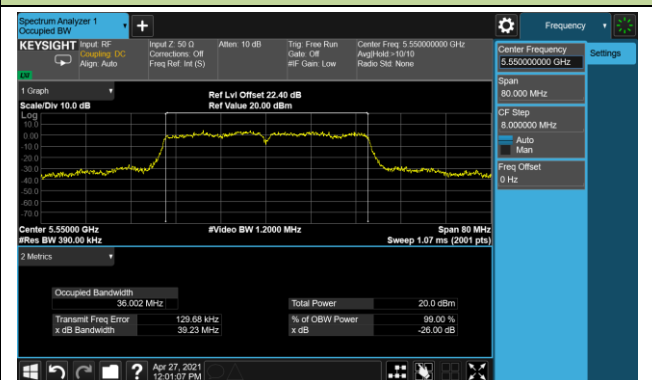 Spectrum Analyzer 1
Occupied BW
Frequency
KEYSIGHT
Input: RF
Coupling: DC
Align: Auto
Input Z: 50 Ω
Corrections: Off
Freq Ref: Int (S)
Atten: 10 dB
Trig: Free Run
Gate: Off
#IF Gain: Low
Center Freq: 5.550000000 GHz
Avg|Hold:>10/10
Radio Std: None
Center Frequency
5.550000000 GHz
Settings
Span
80.000 MHz
CF Step
8.000000 MHz
Auto
Man
Freq Offset
0 Hz
1 Graph
Scale/Div 10.0 dB
Ref Lvl Offset 22.40 dB
Ref Value 20.00 dBm
Log
10.0
0.00
-10.0
-20.0
-30.0
-40.0
-50.0
-60.0
-70.0
Center 5.55000 GHz
#Res BW 390.00 kHz
#Video BW 1.2000 MHz
Span 80 MHz
Sweep 1.07 ms (2001 pts)
2 Metrics
Occupied Bandwidth
36.002 MHz
Total Power 20.0 dBm
Transmit Freq Error 129.68 kHz
% of OBW Power 99.00 %
x dB Bandwidth 39.23 MHz
x dB -26.00 dB
Apr 27, 2021
12:01:07 PM